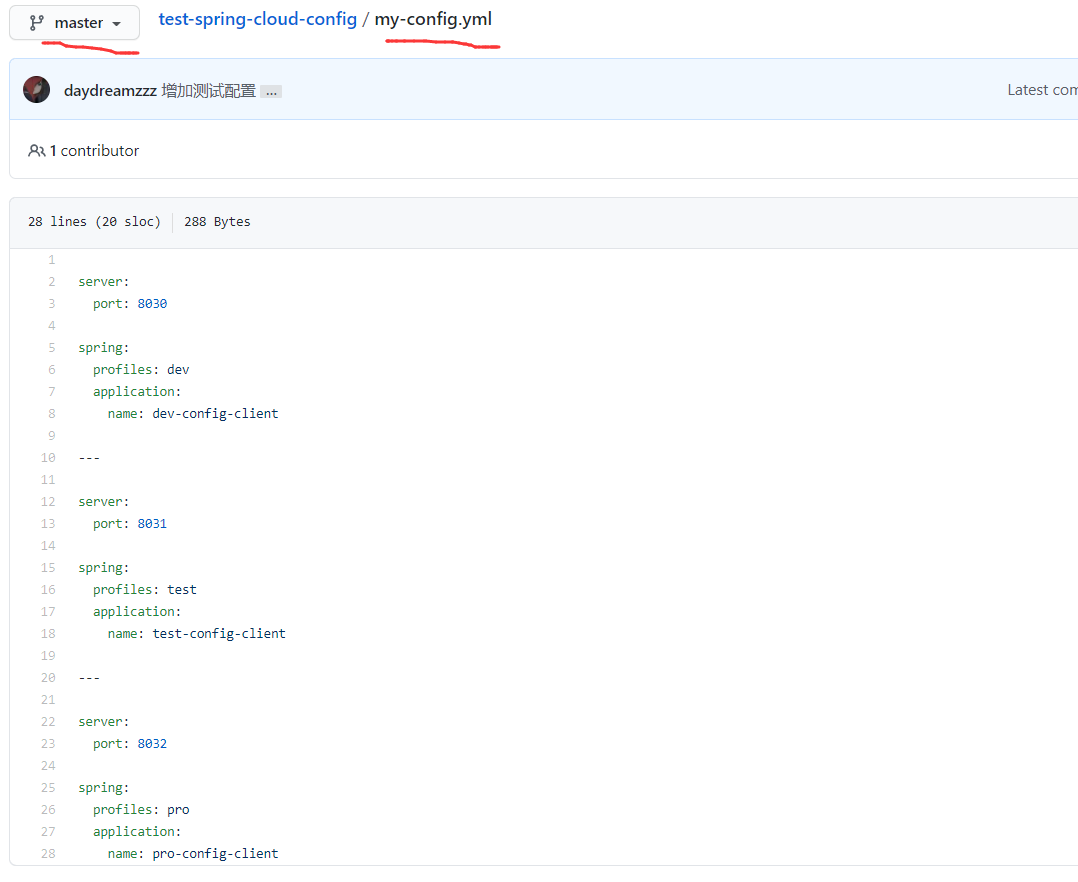 master test-spring-cloud-config / my-config.yml
daydreamzzz 增加测试配置 ... Latest
1 contributor
28 lines (20 sloc) 288 Bytes
1
2 server:
3   port: 8030
4
5 spring:
6   profiles: dev
7   application:
8     name: dev-config-client
9
10 ---
11
12 server:
13   port: 8031
14
15 spring:
16   profiles: test
17   application:
18     name: test-config-client
19
20 ---
21
22 server:
23   port: 8032
24
25 spring:
26   profiles: pro
27   application:
28     name: pro-config-client